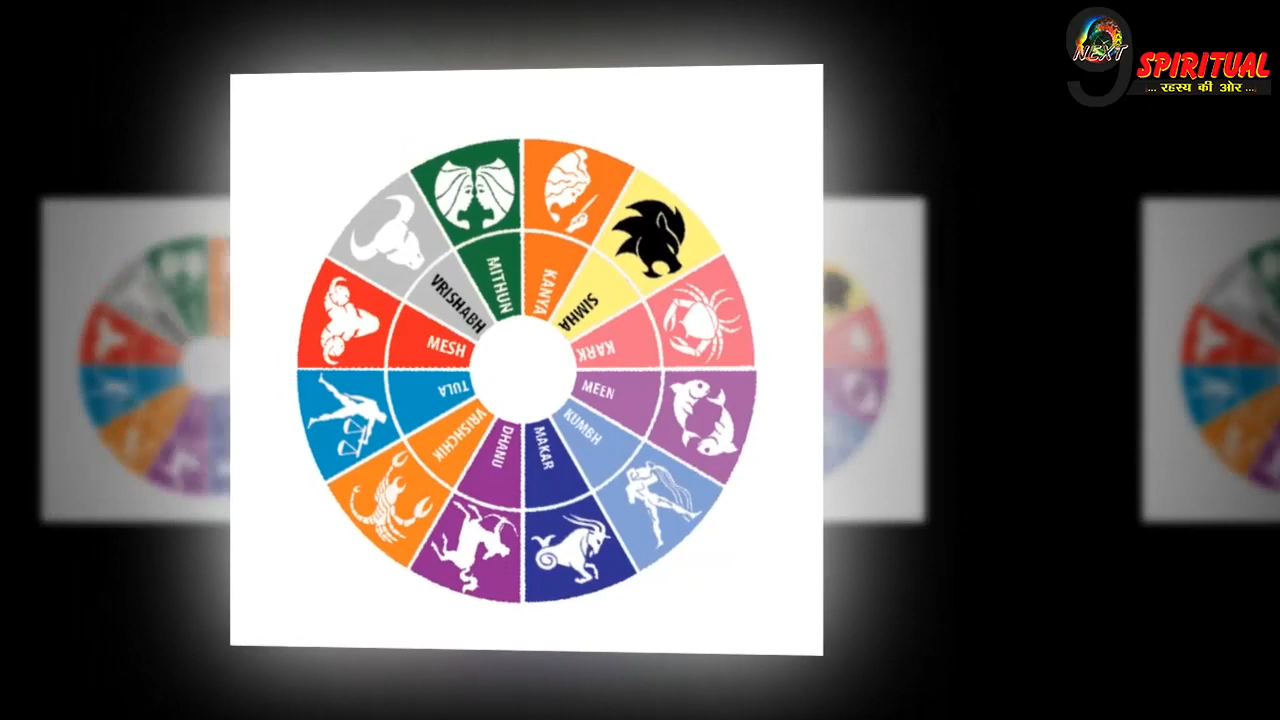 NEXT
9
SPIRITUAL
... रहस्य की ओर ...
MITHUN
KANYA
SIMHA
KARK
MEEN
KUMBH
MAKAR
DHANU
VRISHCHIK
TULA
MESH
VRISHABH